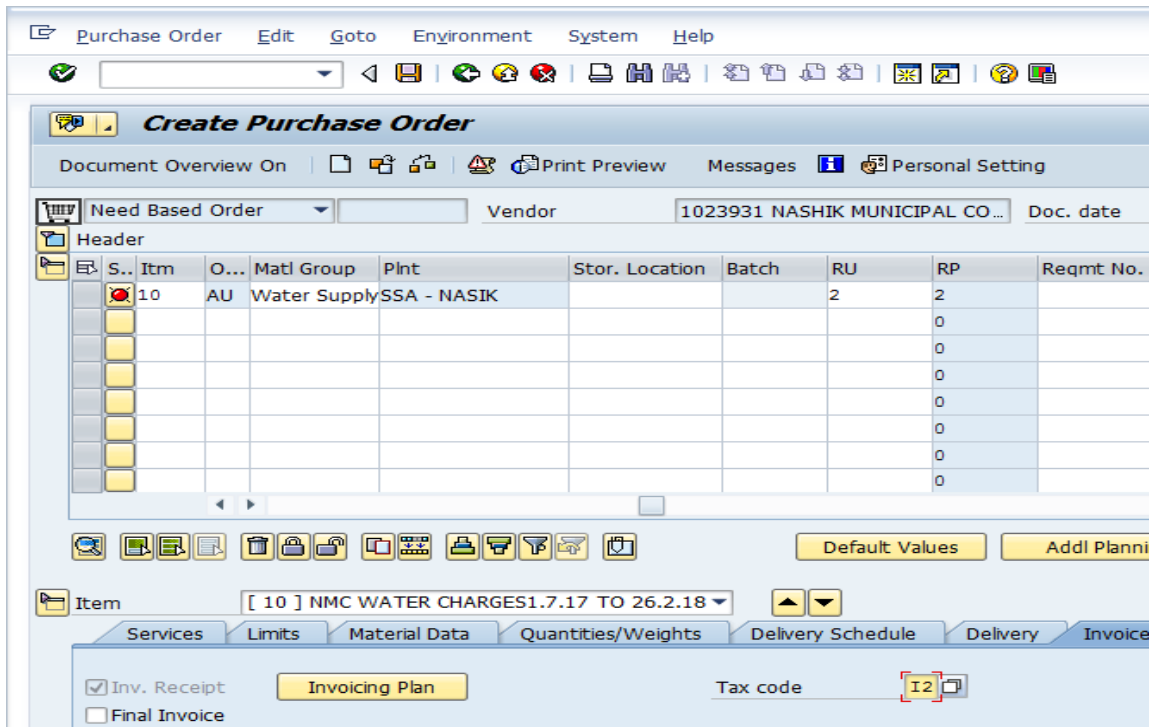 Purchase Order Edit Goto Environment System Help
Create Purchase Order
Document Overview On Print Preview Messages Personal Setting
Need Based Order Vendor 1023931 NASHIK MUNICIPAL CO... Doc. date
Header
S.. Itm O... Matl Group Plnt Stor. Location Batch RU RP Reqmt No.
10 AU Water Supply SSA - NASIK 2 2
0
0
0
0
0
0
0
Default Values Addl Planni
Item [ 10 ] NMC WATER CHARGES1.7.17 TO 26.2.18
Services Limits Material Data Quantities/Weights Delivery Schedule Delivery Invoice
Inv. Receipt Invoicing Plan Tax code I2
Final Invoice